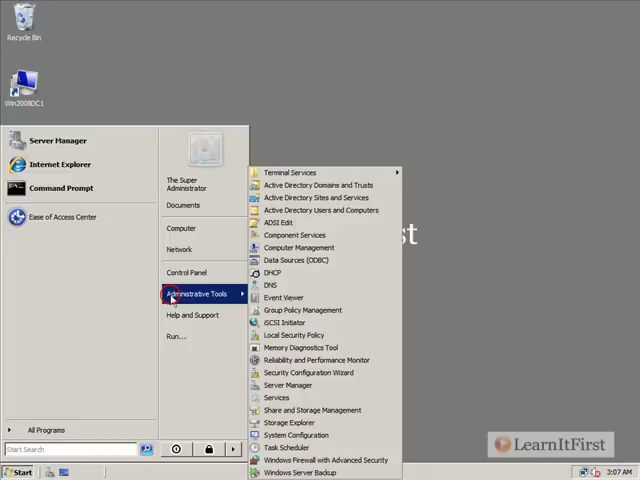 Recycle Bin
Win2008DC1
Server Manager
Internet Explorer
Command Prompt
Ease of Access Center
All Programs
Start Search
The Super
Administrator
Documents
Computer
Network
Control Panel
Administrative Tools
Help and Support
Run...
Terminal Services
Active Directory Domains and Trusts
Active Directory Sites and Services
Active Directory Users and Computers
ADSI Edit
Component Services
Computer Management
Data Sources (ODBC)
DHCP
DNS
Event Viewer
Group Policy Management
iSCSI Initiator
Local Security Policy
Memory Diagnostics Tool
Reliability and Performance Monitor
Security Configuration Wizard
Server Manager
Services
Share and Storage Management
Storage Explorer
System Configuration
Task Scheduler
Windows Firewall with Advanced Security
Windows Server Backup
st
LearnItFirst
Start
3:07 AM